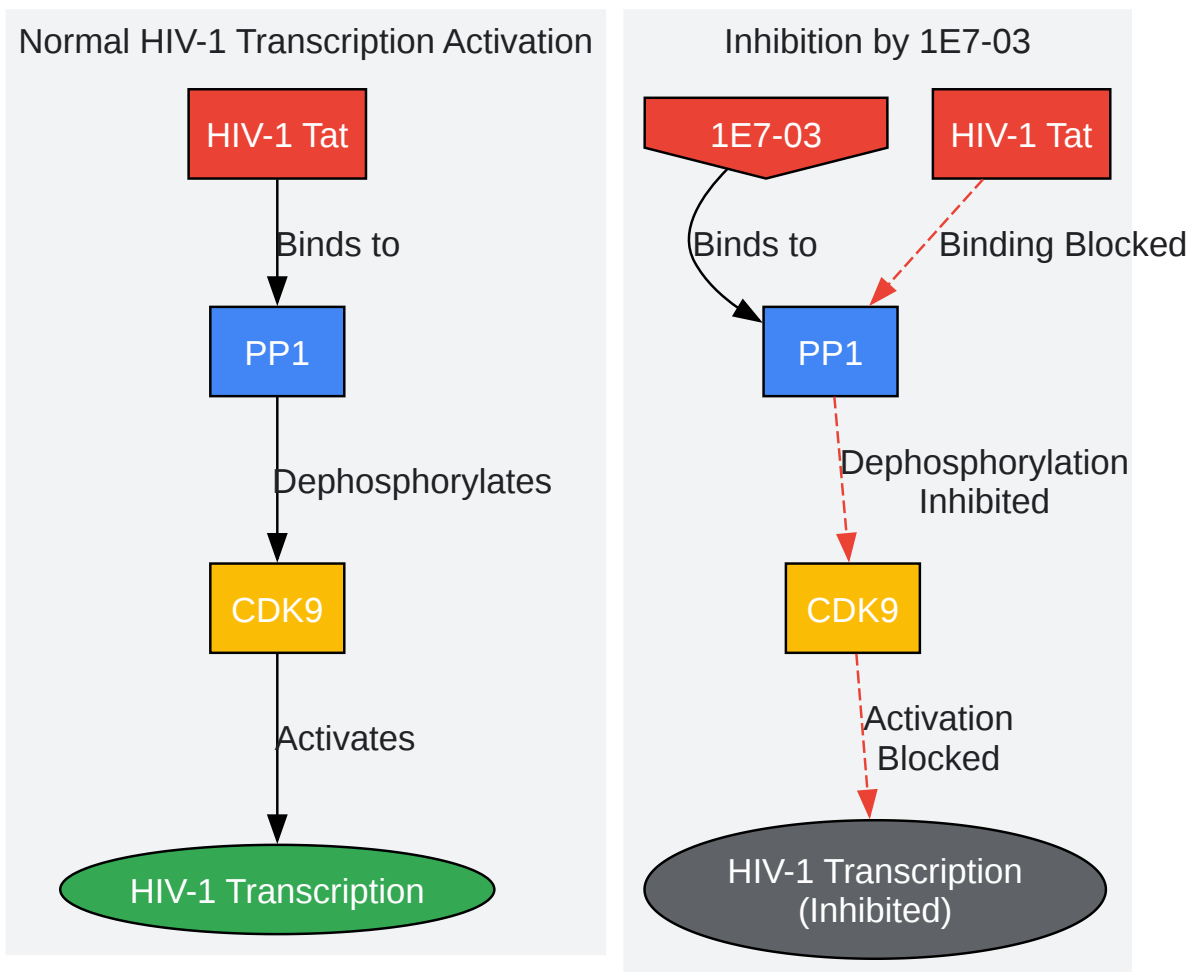 Normal HIV-1 Transcription Activation
HIV-1 Tat
Binds to
PP1
Dephosphorylates
CDK9
Activates
HIV-1 Transcription
Inhibition by 1E7-03
1E7-03
HIV-1 Tat
Binds to
Binding Blocked
PP1
Dephosphorylation
Inhibited
CDK9
Activation
Blocked
HIV-1 Transcription
(Inhibited)